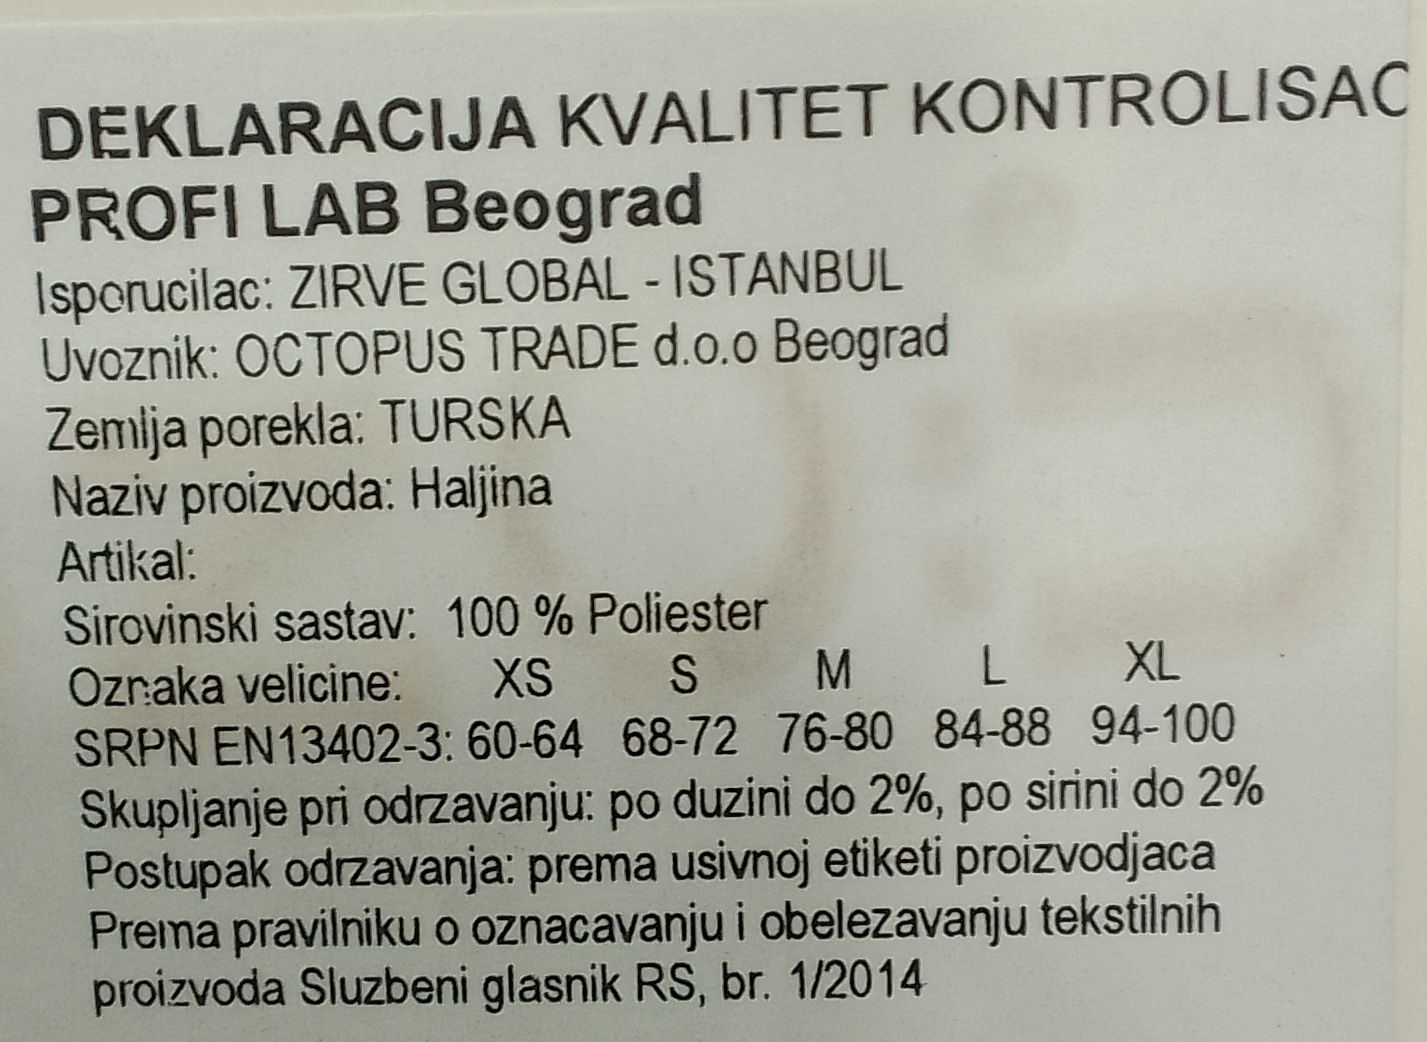 DEKLARACIJA KVALITET KONTROLISAO
PROFI LAB Beograd
Isporucilac: ZIRVE GLOBAL - ISTANBUL
Uvoznik: OCTOPUS TRADE d.o.o Beograd
Zemlja porekla: TURSKA
Naziv proizvoda: Haljina
Artikal:
Sirovinski sastav: 100 % Poliester
Oznaka velicine: XS S M L XL
SRPN EN13402-3: 60-64 68-72 76-80 84-88 94-100
Skupljanje pri odrzavanju: po duzini do 2%, po sirini do 2%
Postupak odrzavanja: prema usivnoj etiketi proizvodjaca
Prema pravilniku o oznacavanju i obelezavanju tekstilnih
proizvoda Sluzbeni glasnik RS, br. 1/2014